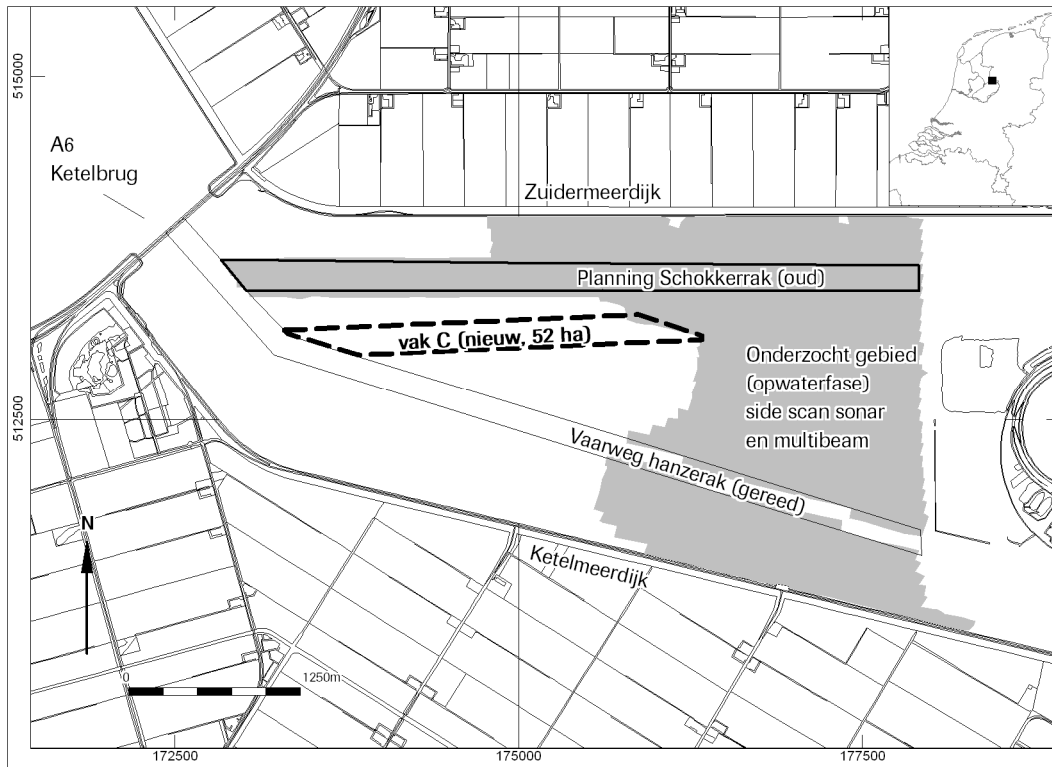 515000
A6
Ketelbrug
Zuidermeerdijk
Planning Schokkerrak (oud)
vak C (nieuw, 52 ha)
Onderzocht gebied
(opwaterfase)
side scan sonar
en multibeam
512500
Vaarweg hanzerak (gereed)
N
Ketelmeerdijk
0 1250m
172500 175000 177500